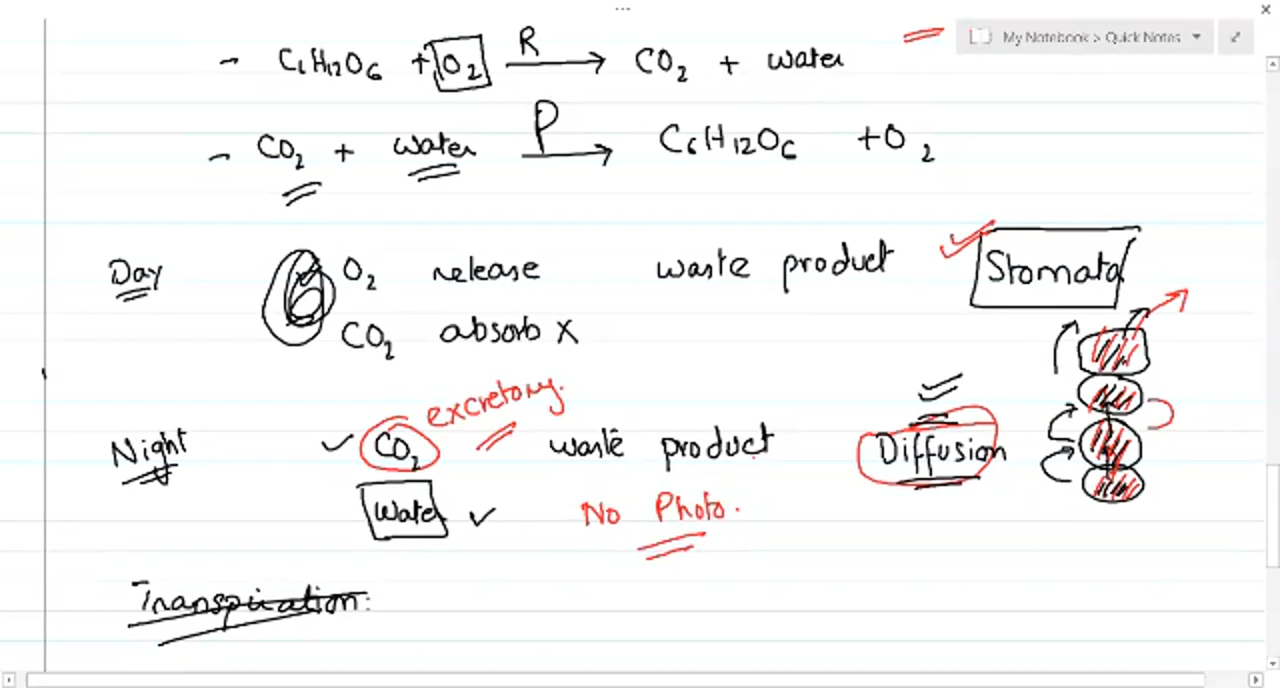 C6H12O6 + O2 R → CO2 + water
My Notebook > Quick Notes
- CO2 + water P → C6H12O6 + O2
Day O2 release waste product Stomata
CO2 absorb X
excretory.
Night ✓ CO2 waste product Diffusion
Water ✓ No Photo.
Transpiration: